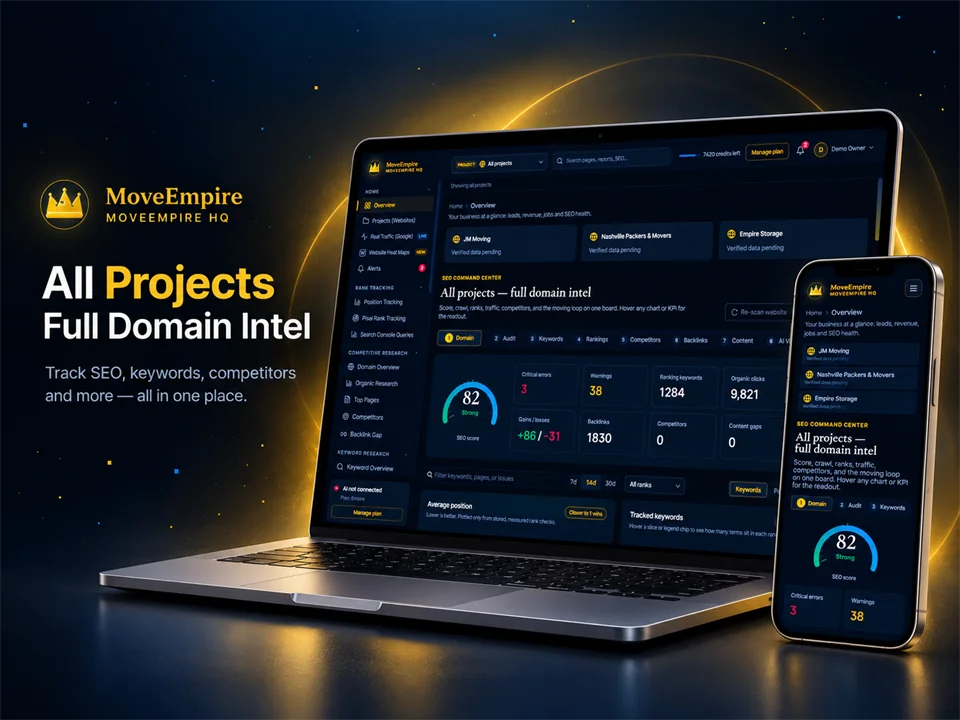 MoveEmpire
MOVEEMPIRE HQ
All Projects
Full Domain Intel
Track SEO, keywords, competitors
and more — all in one place.
MoveEmpire
MOVEEMPIRE HQ
PROJECT All projects
Search pages, reports, SEO...
7420 credits left
Manage plan
2
D
Demo Owner
Showing all projects
HOME
Overview
Projects (Websites)
Real Traffic (Google) LIVE
Website Heat Maps NEW
Alerts 2
RANK TRACKING
Position Tracking
Pixel Rank Tracking
Search Console Queries
COMPETITIVE RESEARCH
Domain Overview
Organic Research
Top Pages
Competitors
Backlink Gap
KEYWORD RESEARCH
Keyword Overview
AI not connected
Plan: Empire
Manage plan
Home > Overview
Your business at a glance: leads, revenue, jobs and SEO health.
JM Moving
Verified data pending
Nashville Packers & Movers
Verified data pending
Empire Storage
Verified data pending
SEO COMMAND CENTER
All projects — full domain intel
Score, crawl, ranks, traffic, competitors, and the moving loop on one board. Hover any chart or KPI for
the readout.
Re-scan website
1 Domain
2 Audit
3 Keywords
4 Rankings
5 Competitors
6 Backlinks
7 Content
8 AI
82
Strong
SEO score
Critical errors
3
Warnings
38
Ranking keywords
1284
Organic clicks
9,821
Gains / losses
+86 / -31
Backlinks
1830
Competitors
0
Content gaps
0
Filter keywords, pages, or issues
7d 14d 30d
All ranks
Keywords
Average position
Lower is better. Plotted only from stored, measured rank checks.
Closer to 1 wins
Tracked keywords
Hover a slice or legend chip to see how many terms sit in each
MoveEmpire
MOVEEMPIRE HQ
Home > Overview
Your business at a glance: leads, revenue,
jobs and SEO health.
JM Moving
Verified data pending
Nashville Packers & Movers
Verified data pending
Empire Storage
Verified data pending
SEO COMMAND CENTER
All projects —
full domain intel
Score, crawl, ranks, traffic,
competitors, and the moving loop
on one board. Hover any chart or KPI
for the readout.
1 Domain
2 Audit
3 Keywords
82
Strong
SEO score
Critical errors
3
Warnings
38